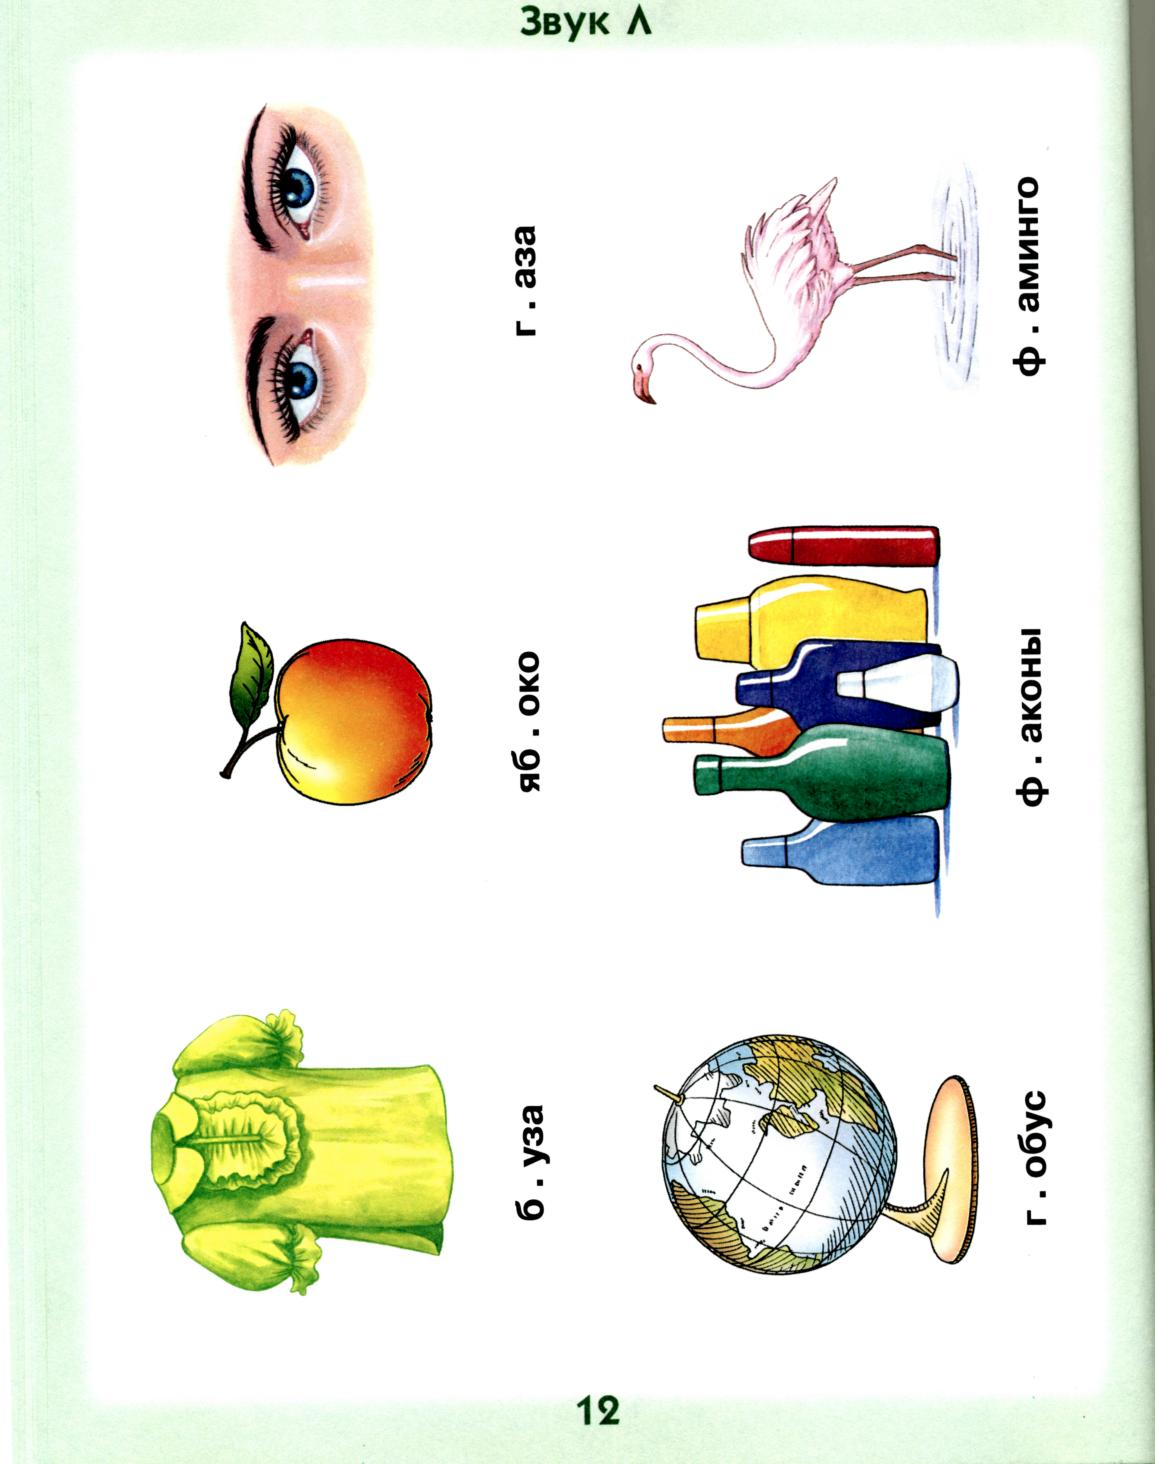 Звук Л
б . уза
яб . око
г . аза
г . обус
ф . аконы
ф . аминго
12